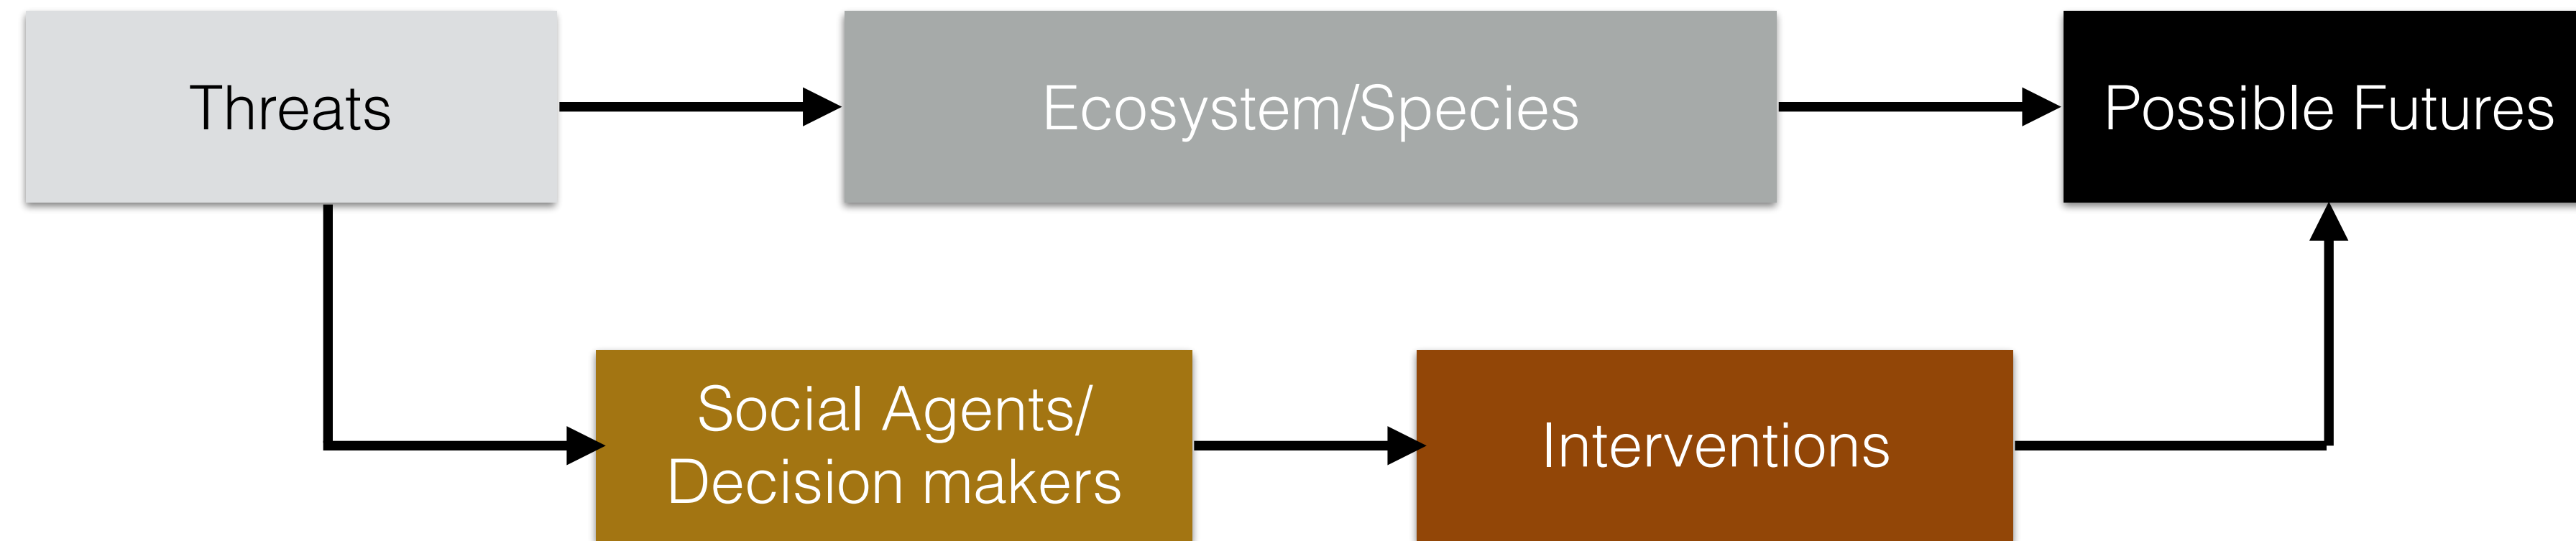 Threats
Ecosystem/Species
Possible Futures
Social Agents/
Decision makers
Interventions